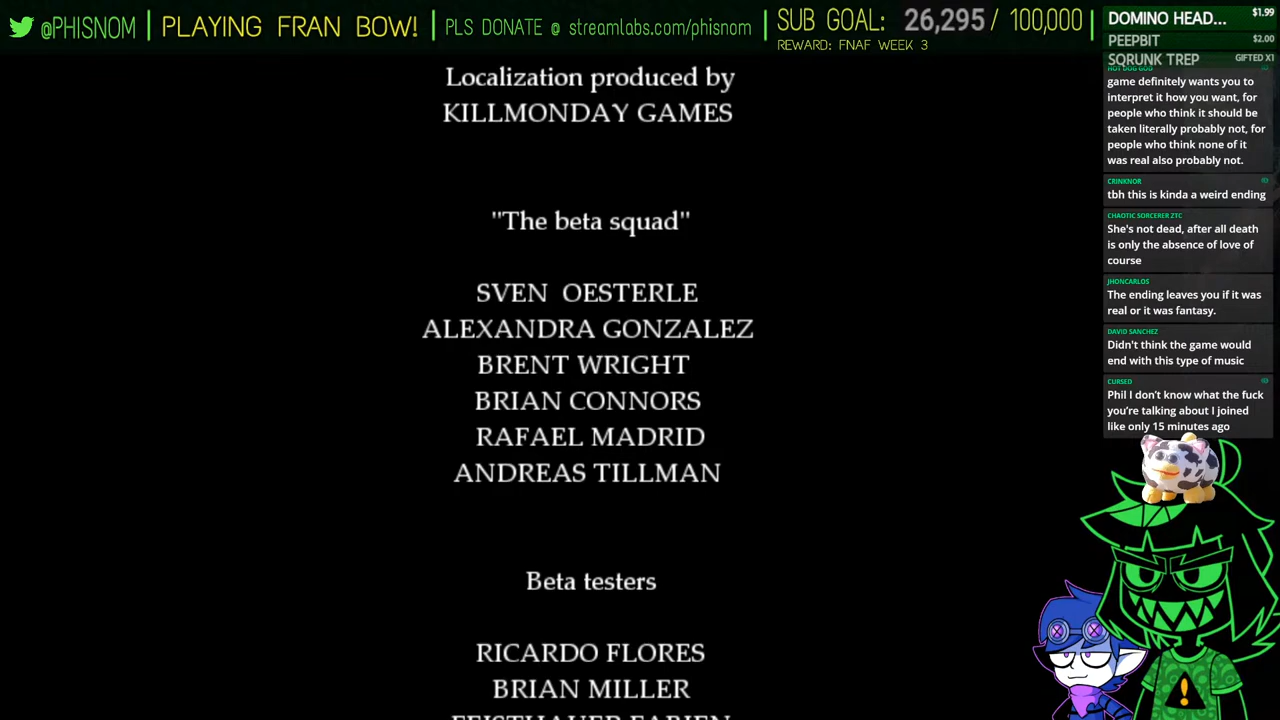 @PHISNOM
PLAYING FRAN BOW!
PLS DONATE @ streamlabs.com/phisnom
SUB GOAL: 26,295 / 100,000
REWARD: FNAF WEEK 3
DOMINO HEAD... $1.99
PEEPBIT $2.00
SQRUNK TREP GIFTED X1
Localization produced by
KILLMONDAY GAMES
"The beta squad"
SVEN OESTERLE
ALEXANDRA GONZALEZ
BRENT WRIGHT
BRIAN CONNORS
RAFAEL MADRID
ANDREAS TILLMAN
Beta testers
RICARDO FLORES
BRIAN MILLER
FEISTHAUER FABIEN
HOT DOG GOD
game definitely wants you to
interpret it how you want, for
people who think it should be
taken literally probably not, for
people who think none of it
was real also probably not.
CRINKNOR
tbh this is kinda a weird ending
CHAOTIC SORCERER ZTC
She's not dead, after all death
is only the absence of love of
course
JHONCARLOS
The ending leaves you if it was
real or it was fantasy.
DAVID SANCHEZ
Didn't think the game would
end with this type of music
CURSED
Phil I don't know what the fuck
you're talking about I joined
like only 15 minutes ago